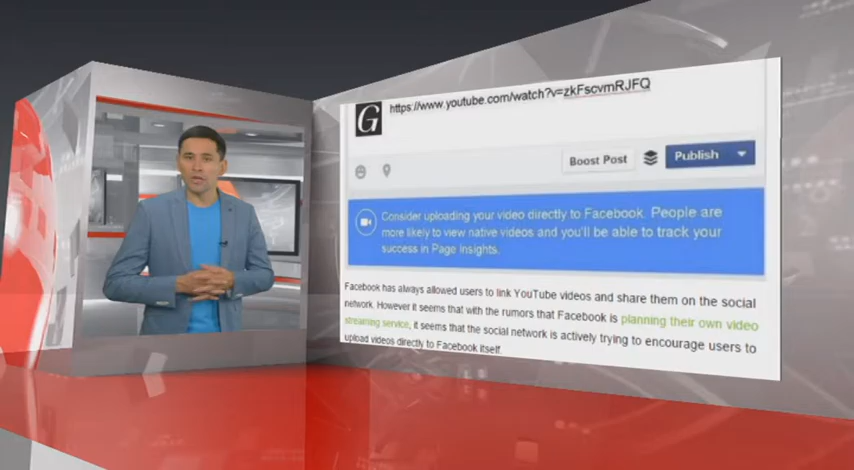 G
https://www.youtube.com/watch?v=zkFscvmRJFQ
Boost Post
Publish
Consider uploading your video directly to Facebook. People are
more likely to view native videos and you'll be able to track your
success in Page Insights.
Facebook has always allowed users to link YouTube videos and share them on the social
network. However it seems that with the rumors that Facebook is planning their own video
streaming service, it seems that the social network is actively trying to encourage users to
upload videos directly to Facebook itself.